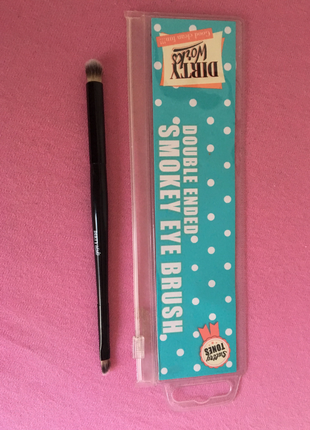 DIRTY
Works
DOUBLE ENDED
SMOKEY EYE BRUSH
Sultry
TONES